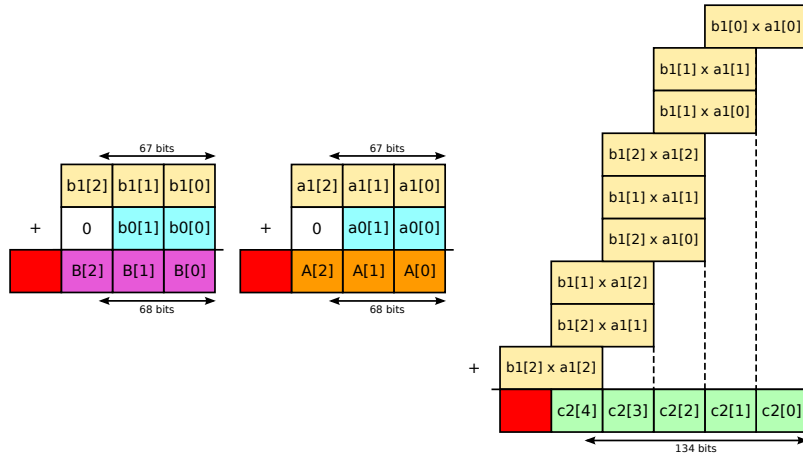 67 bits
b1[2] b1[1] b1[0]
+ 0 b0[1] b0[0]
B[2] B[1] B[0]
68 bits
67 bits
a1[2] a1[1] a1[0]
+ 0 a0[1] a0[0]
A[2] A[1] A[0]
68 bits
b1[0] x a1[0]
b1[1] x a1[1]
b1[1] x a1[0]
b1[2] x a1[2]
b1[1] x a1[1]
b1[2] x a1[0]
b1[1] x a1[2]
b1[2] x a1[1]
+ b1[2] x a1[2]
c2[4] c2[3] c2[2] c2[1] c2[0]
134 bits